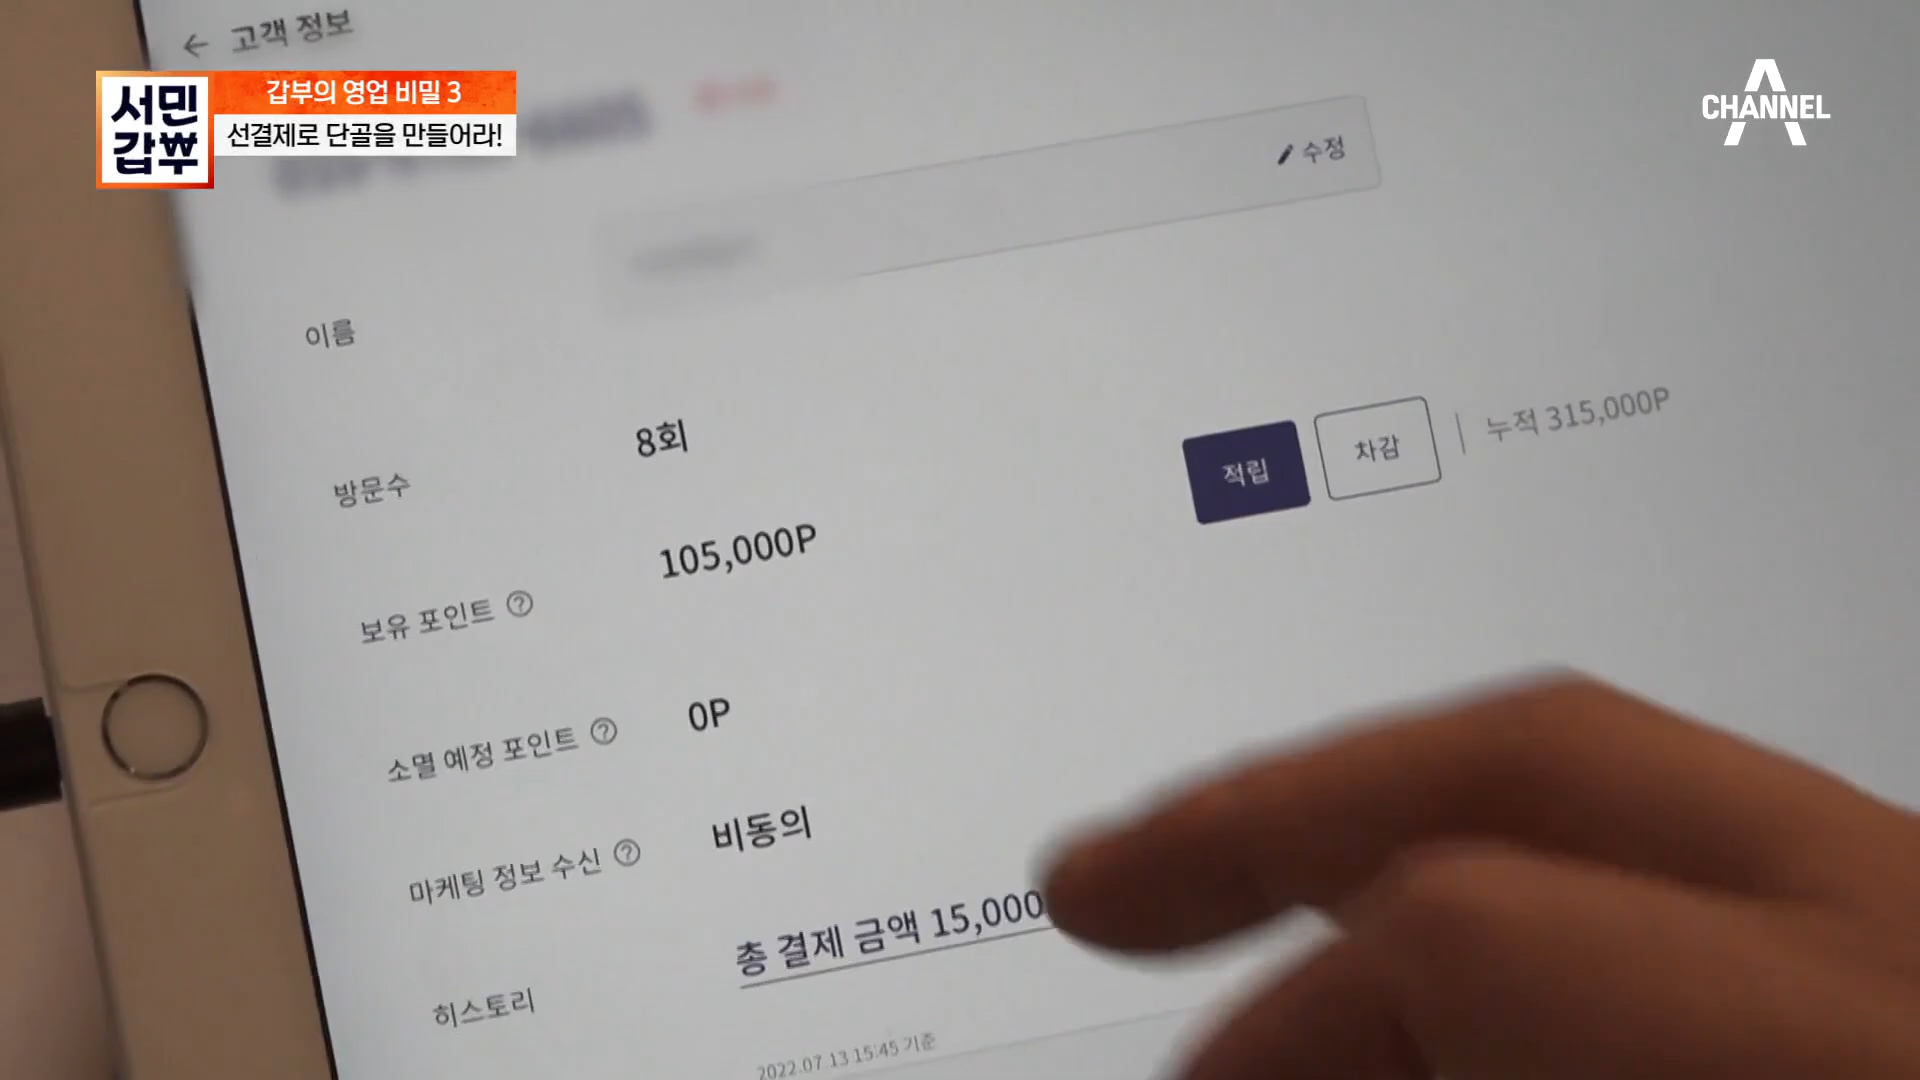 ← 고객 정보
서민갑부
갑부의 영업 비밀 3
선결제로 단골을 만들어라!
CHANNEL A
수정
이름
방문수 8회
보유 포인트 ? 105,000P 적립 차감 | 누적 315,000P
소멸 예정 포인트 ? 0P
마케팅 정보 수신 ? 비동의
히스토리 총 결제 금액 15,000
2022.07.13 15:45 기준